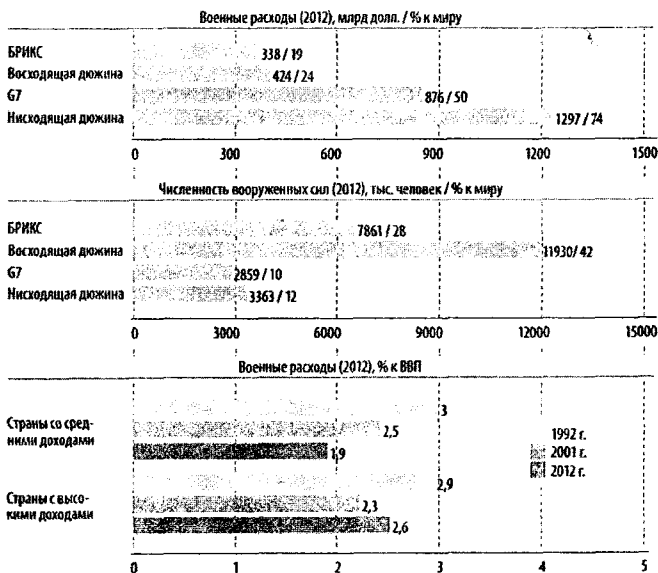 Военные расходы (2012), млрд долл. / % к миру
БРИКС 338 / 19
Восходящая дюжина 424 / 24
G7 876 / 50
Нисходящая дюжина 1297 / 74
0 300 600 900 1200 1500
Численность вооруженных сил (2012), тыс. человек / % к миру
БРИКС 7861 / 28
Восходящая дюжина 11930 / 42
G7 2859 / 10
Нисходящая дюжина 3363 / 12
0 3000 6000 9000 12000 15000
Военные расходы (2012), % к ВВП
3
Страны со сред- 2,5 1992 г.
ними доходами 1,9 2001 г.
2012 г.
2,9
Страны с высо- 2,3
кими доходами 2,6
0 1 2 3 4 5